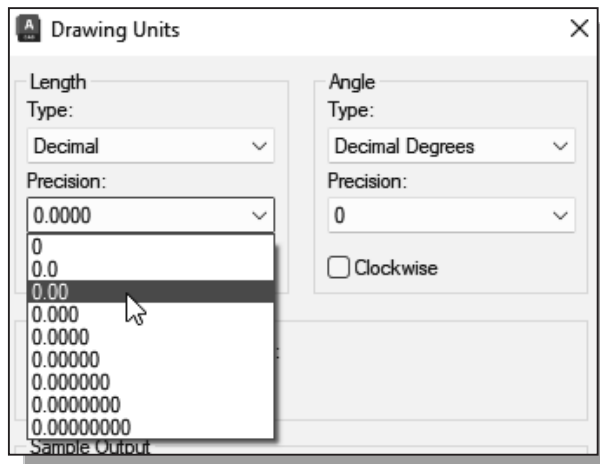 Drawing Units
Length
Type:
Decimal
Precision:
0.0000
0
0.0
0.00
0.000
0.0000
0.00000
0.000000
0.0000000
0.00000000
Angle
Type:
Decimal Degrees
Precision:
0
Clockwise
Sample Output